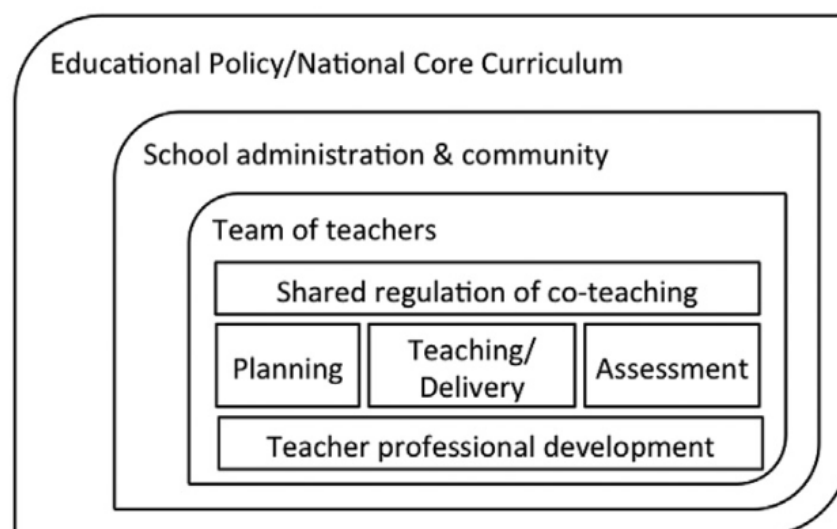 Educational Policy/National Core Curriculum
School administration & community
Team of teachers
Shared regulation of co-teaching
Planning
Teaching/
Delivery
Assessment
Teacher professional development